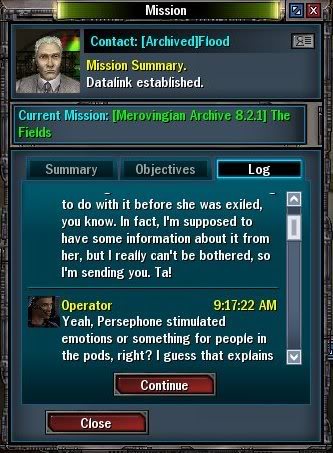 Mission
Contact: [Archived]Flood
Mission Summary.
Datalink established.
Current Mission: [Merovingian Archive 8.2.1] The
Fields
Summary
Objectives
Log
to do with it before she was exiled,
you know. In fact, I'm supposed to
have some information about it from
her, but I really can't be bothered, so
I'm sending you. Ta!
Operator 9:17:22 AM
Yeah, Persephone stimulated
emotions or something for people in
the pods, right? I guess that explains
Continue
Close